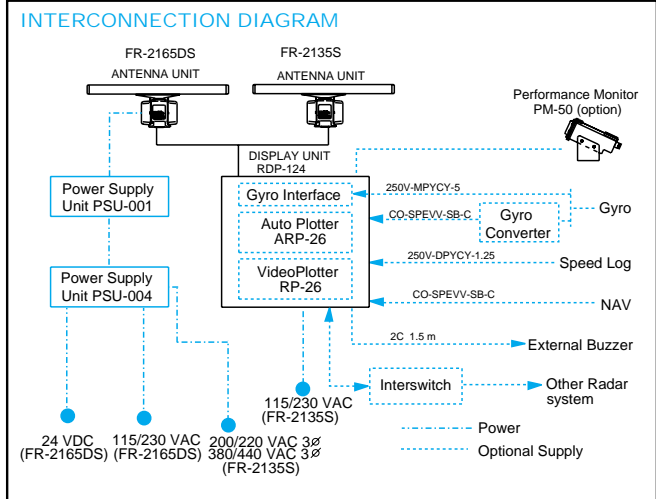 INTERCONNECTION DIAGRAM
FR-2165DS
ANTENNA UNIT
FR-2135S
ANTENNA UNIT
Performance Monitor
PM-50 (option)
DISPLAY UNIT
RDP-124
Power Supply
Unit PSU-001
Gyro Interface
250V-MPYCY-5
Gyro
CO-SPEVV-SB-C
Gyro
Converter
Auto Plotter
ARP-26
250V-DPYCY-1.25
Speed Log
Power Supply
Unit PSU-004
VideoPlotter
RP-26
CO-SPEVV-SB-C
NAV
2C 1.5 m
External Buzzer
Interswitch
Other Radar
system
115/230 VAC
(FR-2135S)
24 VDC
(FR-2165DS)
115/230 VAC
(FR-2165DS)
200/220 VAC 3ø
380/440 VAC 3ø
(FR-2135S)
Power
Optional Supply